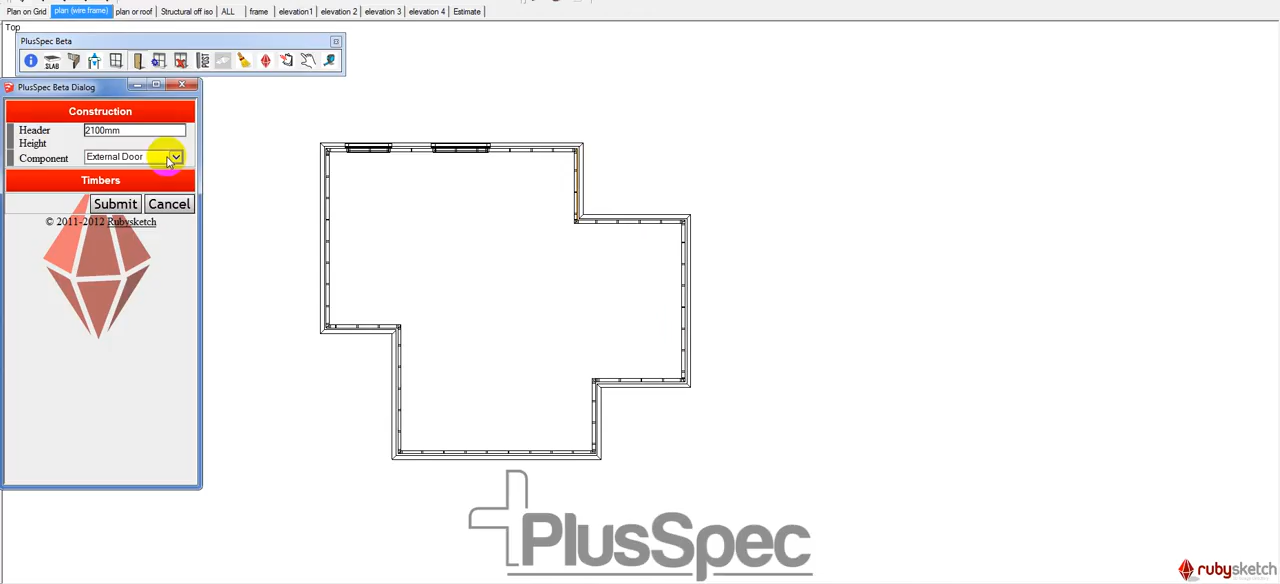 Plan on Grid plan (wire frame) plan or roof Structural off iso ALL frame elevation1 elevation 2 elevation 3 elevation 4 Estimate
Top
PlusSpec Beta
SLAB
POST
PlusSpec Beta Dialog
Construction
Header Height 2100mm
Component External Door
Timbers
Submit Cancel
© 2011-2012 Rubysketch
PlusSpec
rubysketch